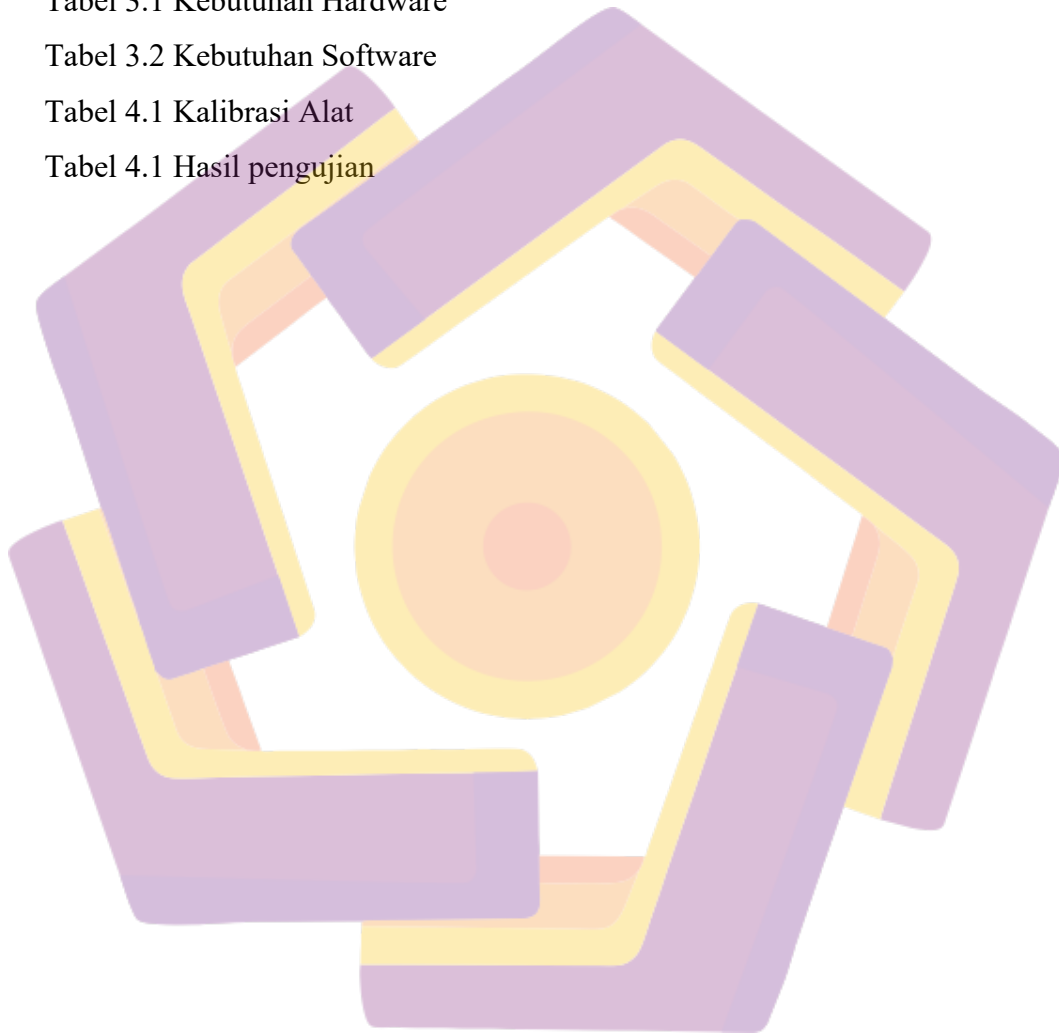 Tabel 3.1 Kebutuhan Hardware
Tabel 3.2 Kebutuhan Software
Tabel 4.1 Kalibrasi Alat
Tabel 4.1 Hasil pengujian